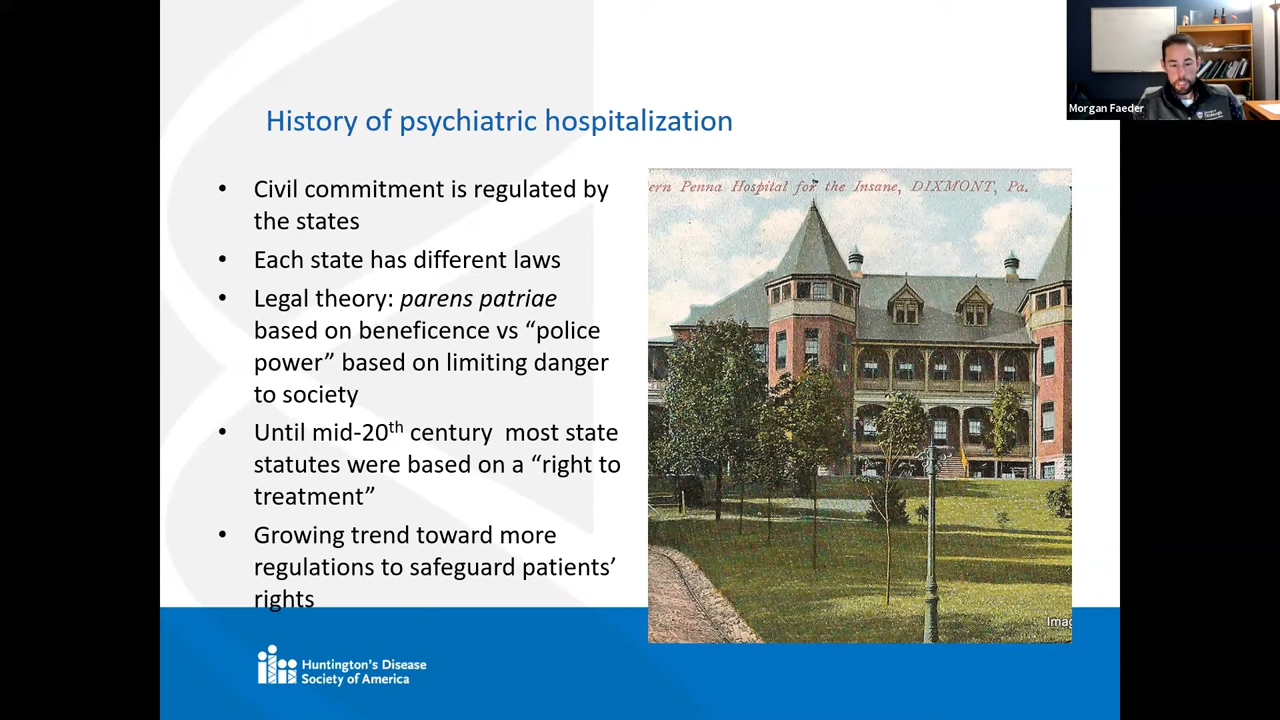 Morgan Faeder
History of psychiatric hospitalization
• Civil commitment is regulated by
the states
• Each state has different laws
• Legal theory: parens patriae
based on beneficence vs “police
power” based on limiting danger
to society
• Until mid-20th century most state
statutes were based on a “right to
treatment”
• Growing trend toward more
regulations to safeguard patients’
rights
ern Penna Hospital for the Insane, DIXMONT, Pa.
Imag
Huntington's Disease
Society of America